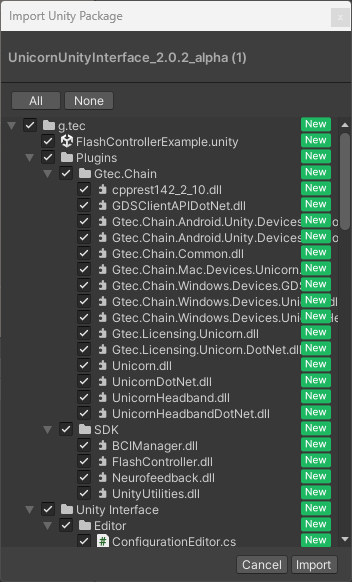 Import Unity Package
x
UnicornUnityInterface_2.0.2_alpha (1)
All None
g.tec New
FlashControllerExample.unity New
Plugins New
Gtec.Chain New
cpprest142_2_10.dll New
GDSClientAPIDotNet.dll New
Gtec.Chain.Android.Unity.Devices New
Gtec.Chain.Android.Unity.Devices New
Gtec.Chain.Common.dll New
Gtec.Chain.Mac.Devices.Unicorn. New
Gtec.Chain.Windows.Devices.GDS New
Gtec.Chain.Windows.Devices.Uni New
Gtec.Chain.Windows.Devices.Uni New
Gtec.Licensing.Unicorn.dll New
Gtec.Licensing.Unicorn.DotNet.dll New
Unicorn.dll New
UnicornDotNet.dll New
UnicornHeadband.dll New
UnicornHeadbandDotNet.dll New
SDK New
BCIManager.dll New
FlashController.dll New
Neurofeedback.dll New
UnityUtilities.dll New
Unity Interface New
Editor New
# ConfigurationEditor.cs New
Cancel Import